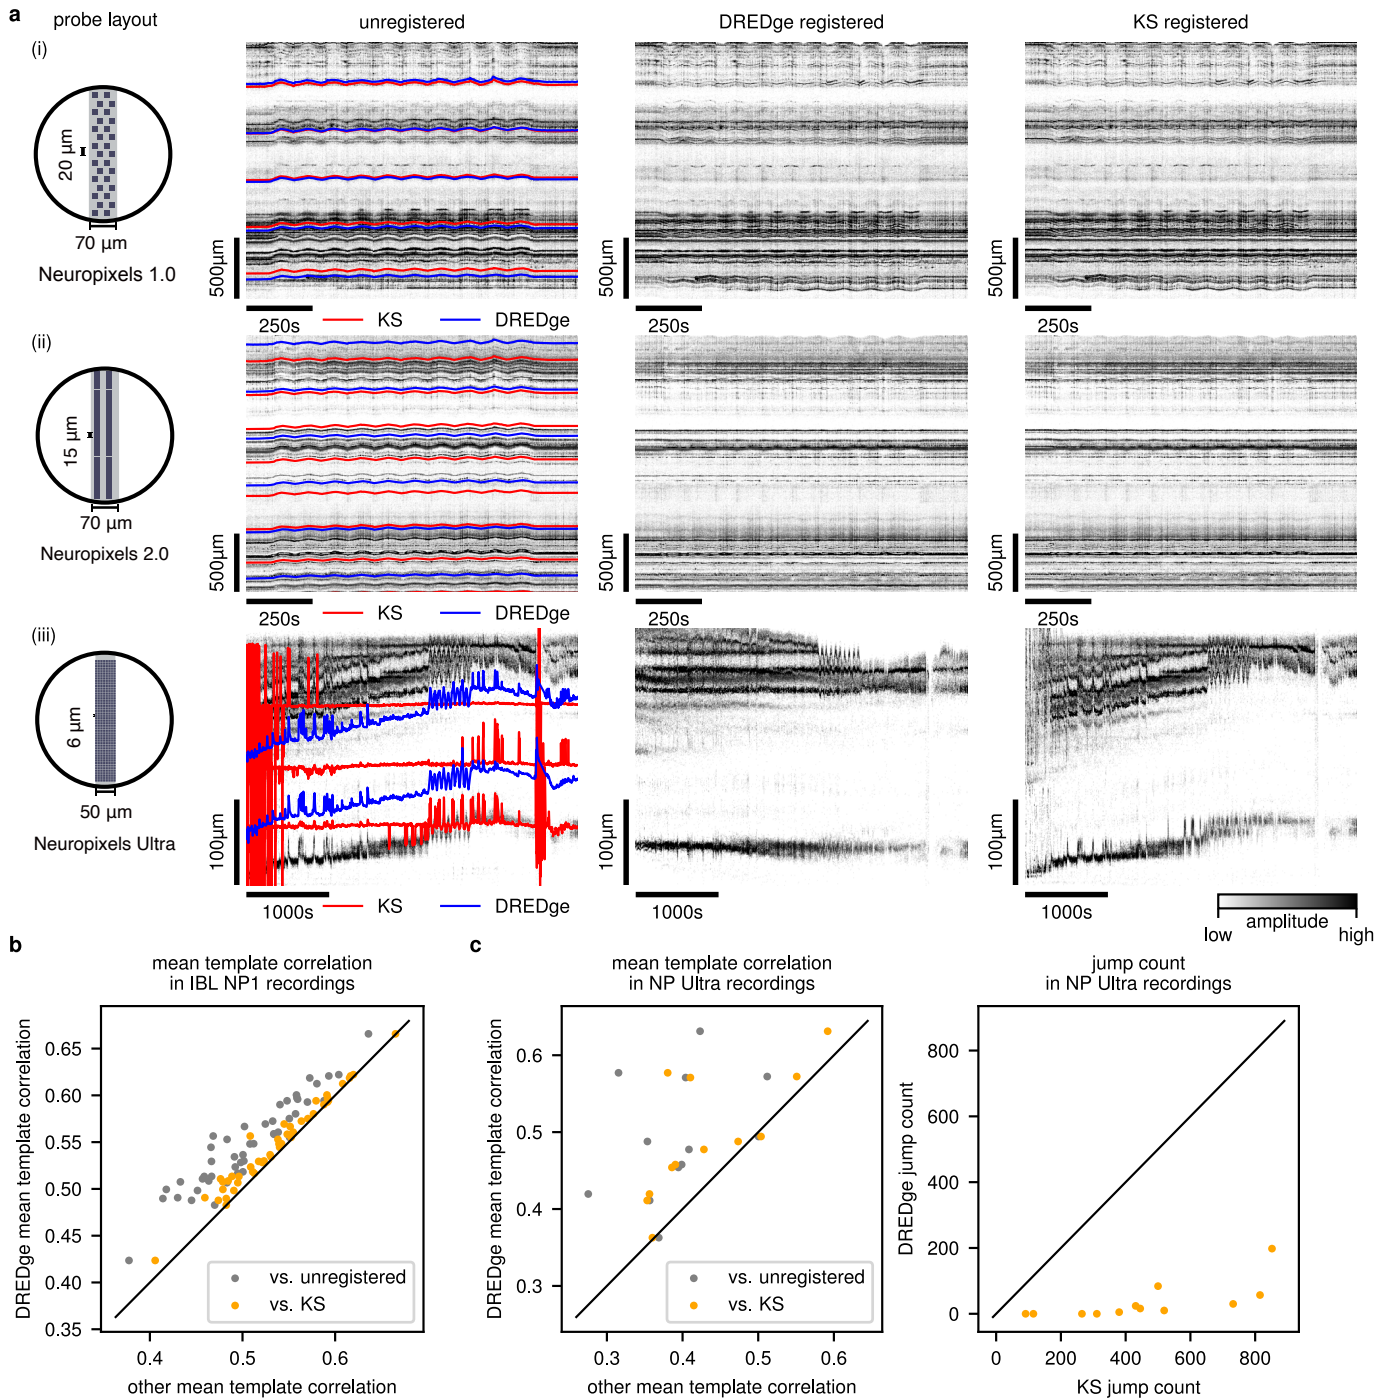 a
probe layout
unregistered
DREDge registered
KS registered
(i)
20 µm
70 µm
Neuropixels 1.0
500µm
250s
KS
DREDge
500µm
250s
500µm
250s
(ii)
15 µm
70 µm
Neuropixels 2.0
500µm
250s
KS
DREDge
500µm
250s
500µm
250s
(iii)
6 µm
50 µm
Neuropixels Ultra
100µm
1000s
KS
DREDge
100µm
1000s
100µm
1000s
amplitude
low
high
b
mean template correlation
in IBL NP1 recordings
DREDge mean template correlation
0.65
0.60
0.55
0.50
0.45
0.40
0.35
0.4
0.5
0.6
other mean template correlation
vs. unregistered
vs. KS
c
mean template correlation
in NP Ultra recordings
DREDge mean template correlation
0.6
0.5
0.4
0.3
0.3
0.4
0.5
0.6
other mean template correlation
vs. unregistered
vs. KS
jump count
in NP Ultra recordings
DREDge jump count
800
600
400
200
0
0
200
400
600
800
KS jump count